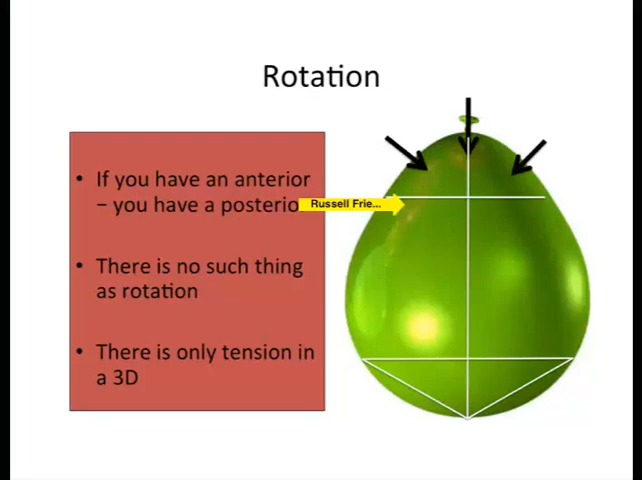 Rotation
• If you have an anterior
– you have a posterio
Russell Frie...
• There is no such thing
as rotation
• There is only tension in
a 3D